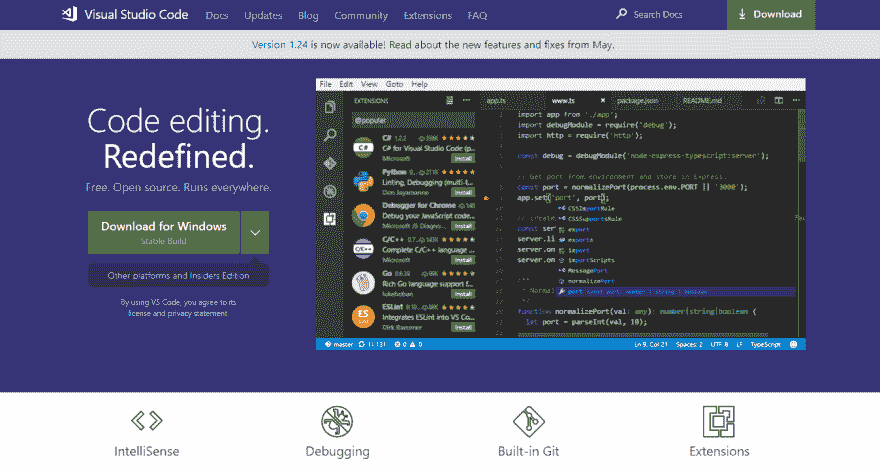 Visual Studio Code Docs Updates Blog Community Extensions FAQ Search Docs Download
Version 1.24 is now available! Read about the new features and fixes from May.
Code editing.
Redefined.
Free. Open source. Runs everywhere.
Download for Windows
Stable Build
Other platforms and Insiders Edition
By using VS Code, you agree to its
license and privacy statement
File Edit View Goto Help
EXTENSIONS
@popular
C# 1.2.2
C# for Visual Studio Code (p...
Microsoft
Install
Python
Linting, Debugging (multi-t...
Don Jayamanne
Install
Debugger for Chrome
Debug your JavaScript code...
Microsoft JS Diagno...
Install
C/C++
Complete C/C++ language ...
Microsoft
Install
Go
Rich Go language support f...
lukehoban
Install
ESLint
Integrates ESLint into VS Co...
Dirk Baeumer
Install
app.ts www.ts package.json README.md
import app from './app';
import debugModule = require('debug');
import http = require('http');
const debug = debugModule('node-express-typescript:server');
// Get port from environment and store in Express.
const port = normalizePort(process.env.PORT || '3000');
app.set('port', port);
// create
const ser
server.li
server.on
server.on
CSSImportRule
CSSSupportsRule
export
exports
import
importScripts
MessagePort
normalizePort
port
/**
* Normal
*/
function normalizePort(val: any): number|string|boolean {
let port = parseInt(val, 10);
master 131 0 0 Ln 9, Col 21 Spaces: 2 UTF-8 LF TypeScript
IntelliSense Debugging Built-in Git Extensions